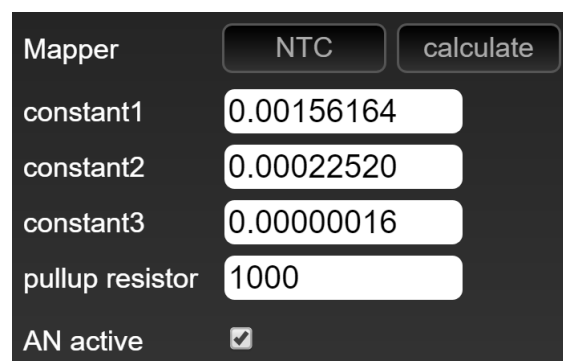 Mapper NTC calculate
constant1 0.00156164
constant2 0.00022520
constant3 0.00000016
pullup resistor 1000
AN active